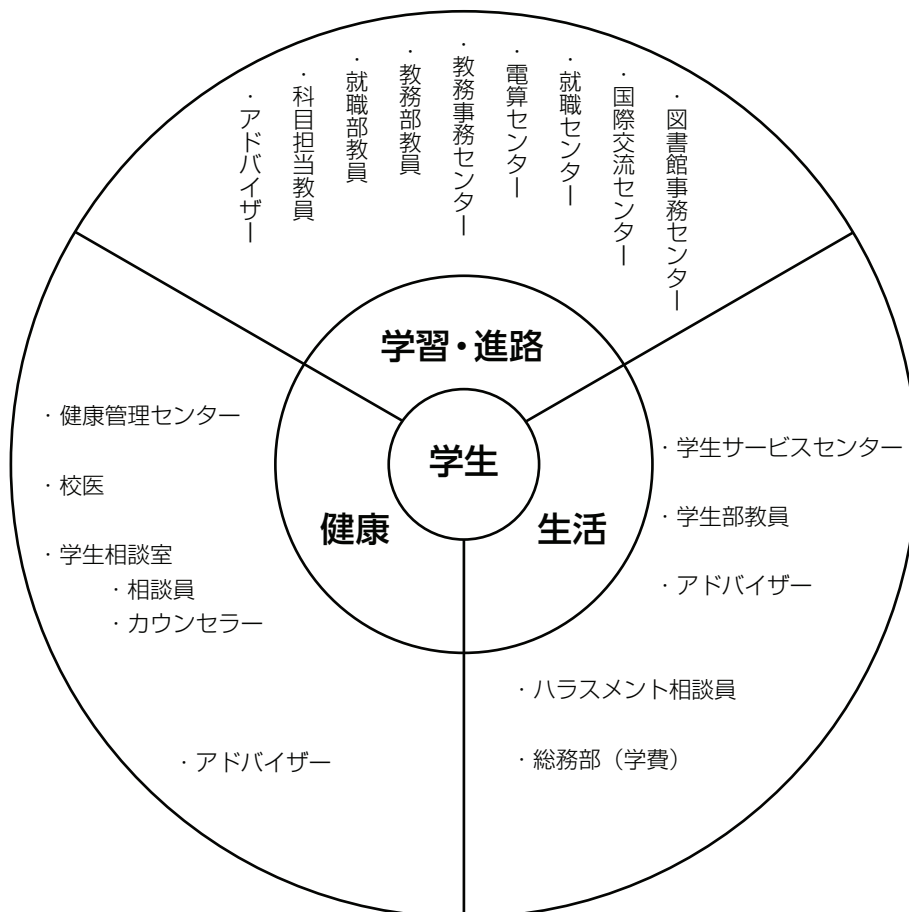 ・図書館事務センター
・国際交流センター
・就職センター
・電算センター
・教務事務センター
・教務部教員
・就職部教員
・科目担当教員
・アドバイザー
学習・進路
学生
健康
生活
・健康管理センター
・校医
・学生相談室
・相談員
・カウンセラー
・アドバイザー
・学生サービスセンター
・学生部教員
・アドバイザー
・ハラスメント相談員
・総務部（学費）